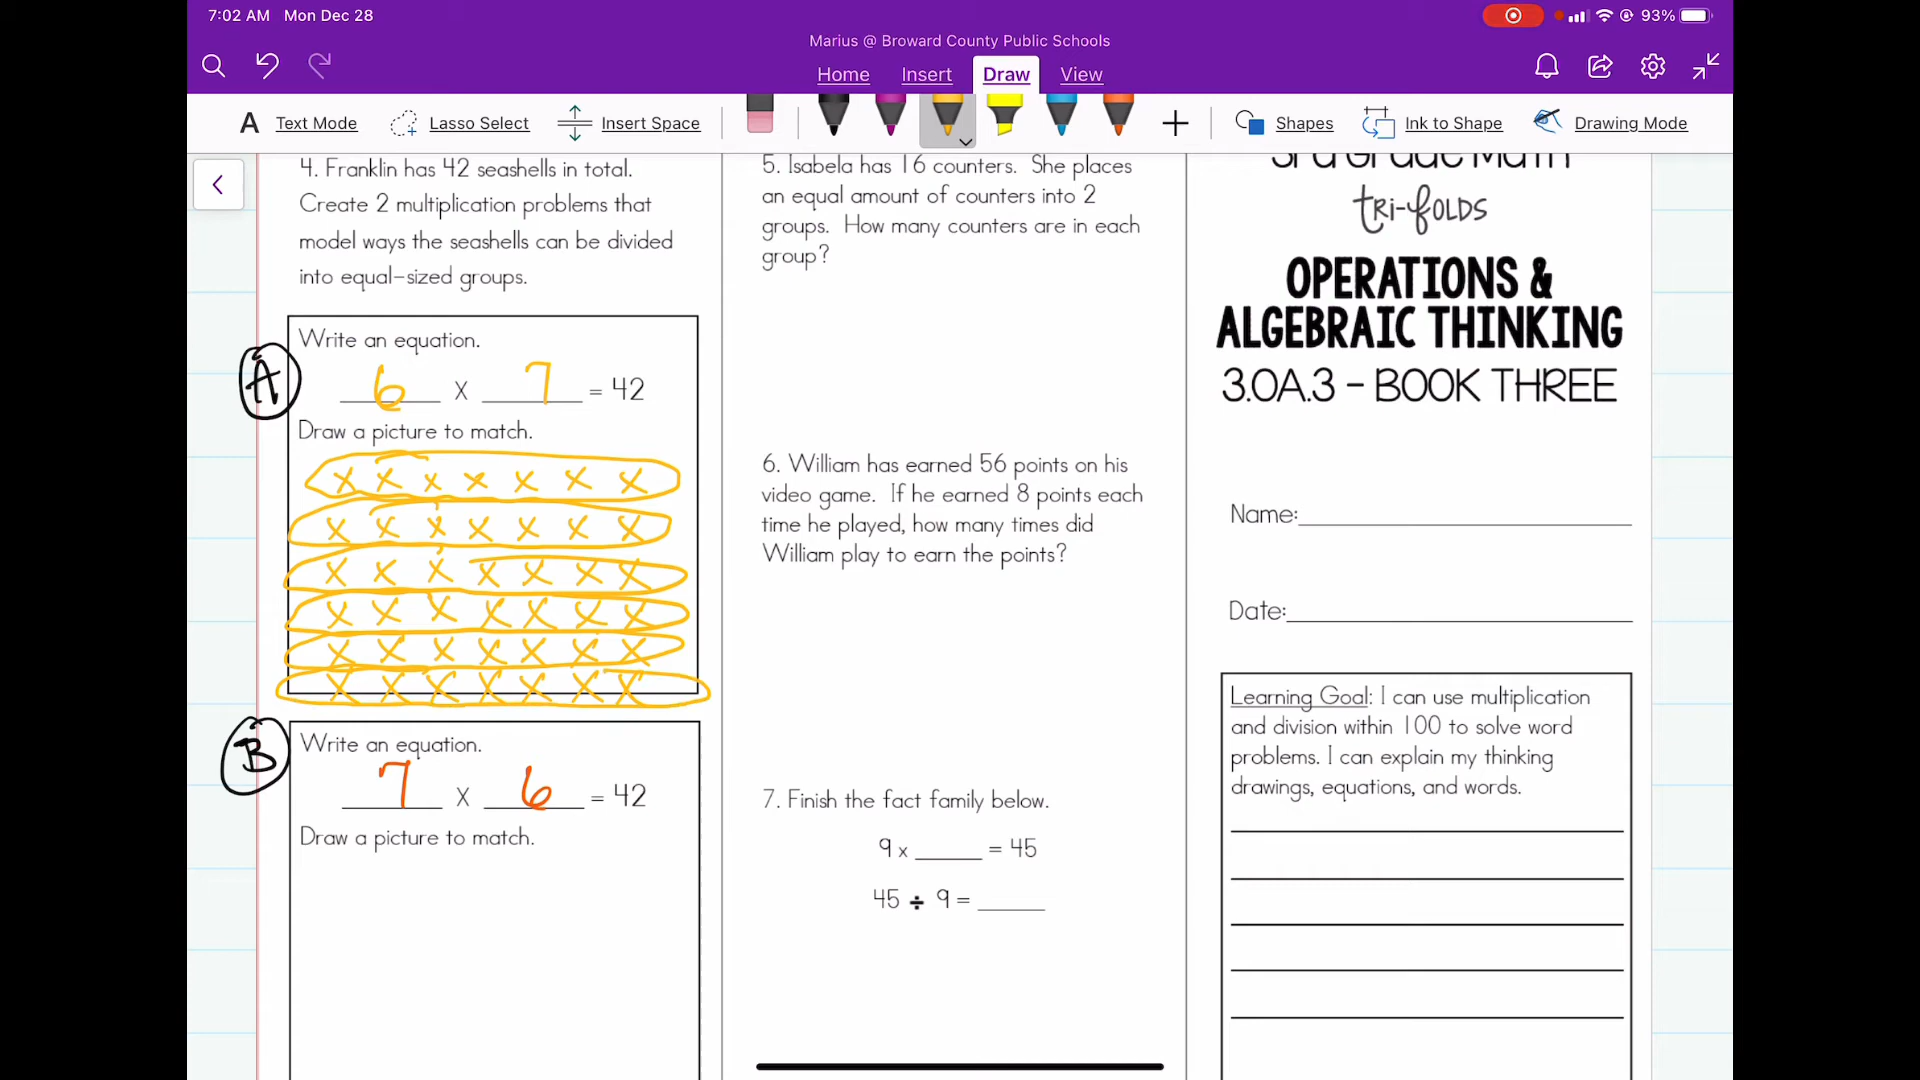 7:02 AM Mon Dec 28
93%
Marius @ Broward County Public Schools
Home Insert Draw View
A Text Mode Lasso Select Insert Space Shapes Ink to Shape Drawing Mode
4. Franklin has 42 seashells in total.
Create 2 multiplication problems that
model ways the seashells can be divided
into equal-sized groups.
A
Write an equation.
6 X 7 = 42
Draw a picture to match.
X X X X X X X
X X X X X X X
X X X X X X X
X X X X X X X
X X X X X X X
X X X X X X X
B
Write an equation.
7 X 6 = 42
Draw a picture to match.
5. Isabela has 16 counters. She places
an equal amount of counters into 2
groups. How many counters are in each
group?
6. William has earned 56 points on his
video game. If he earned 8 points each
time he played, how many times did
William play to earn the points?
7. Finish the fact family below.
9 x ____ = 45
45 ÷ 9 = ____
3rd Grade Math
TRI-FOLDS
OPERATIONS &
ALGEBRAIC THINKING
3.OA.3 - BOOK THREE
Name:
Date:
Learning Goal: I can use multiplication
and division within 100 to solve word
problems. I can explain my thinking
drawings, equations, and words.